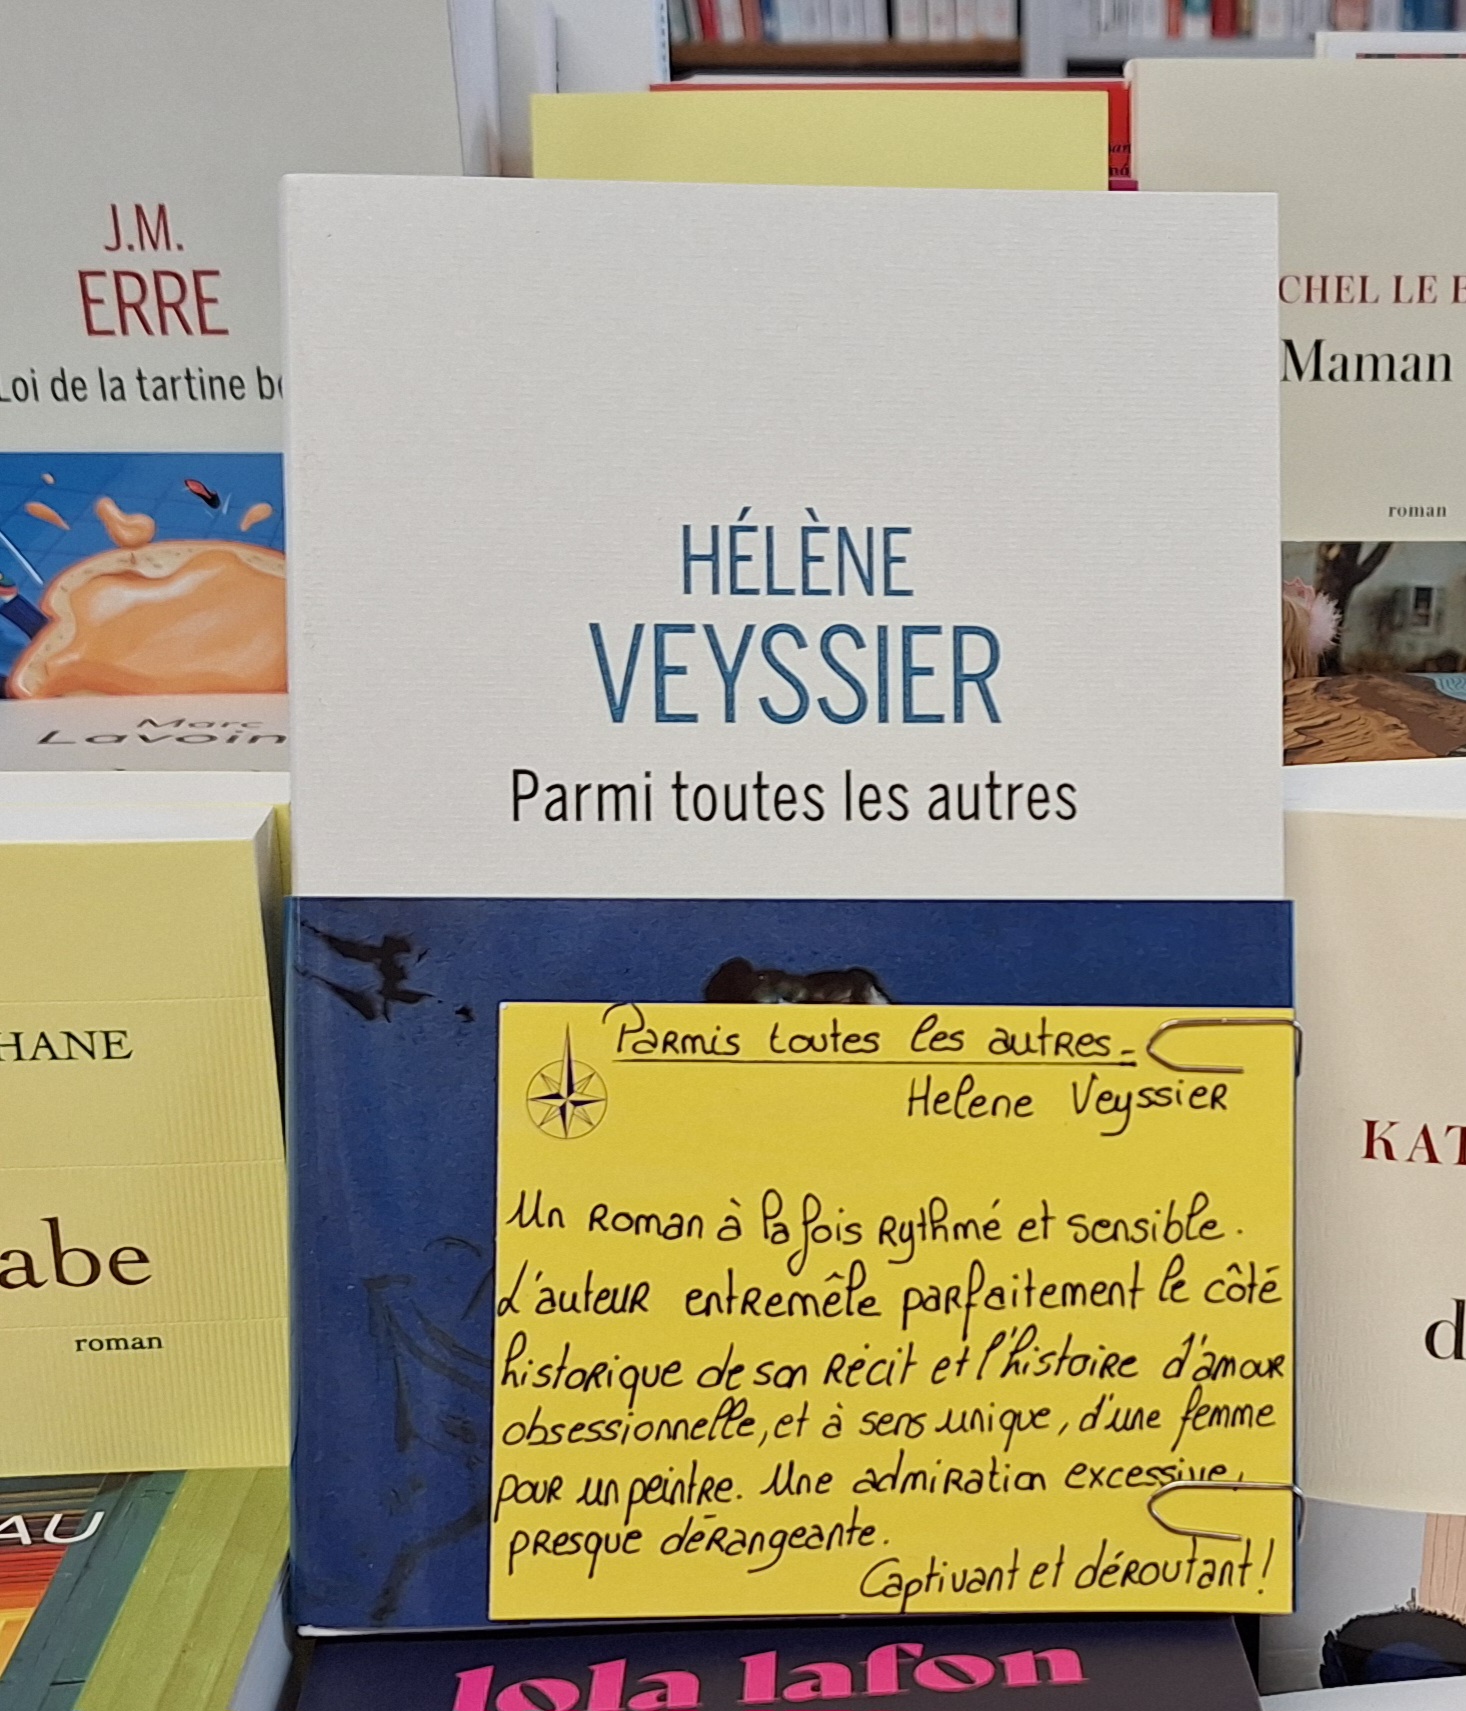 J.M.
ERRE
Loi de la tartine
Marc
Lavoin
CHEL LE
Maman
roman
HÉLÈNE
VEYSSIER
Parmi toutes les autres
HANE
abe
roman
AU
KAT
d
Parmis toutes les autres -
Helene Veyssier
Un roman à la fois rythmé et sensible.
L'auteur entremêle parfaitement le côté
historique de son récit et l'histoire d'amour
obsessionnelle, et à sens unique, d'une femme
pour un peintre. Une admiration excessive,
presque dérangeante.
Captivant et déroutant !
lola lafon